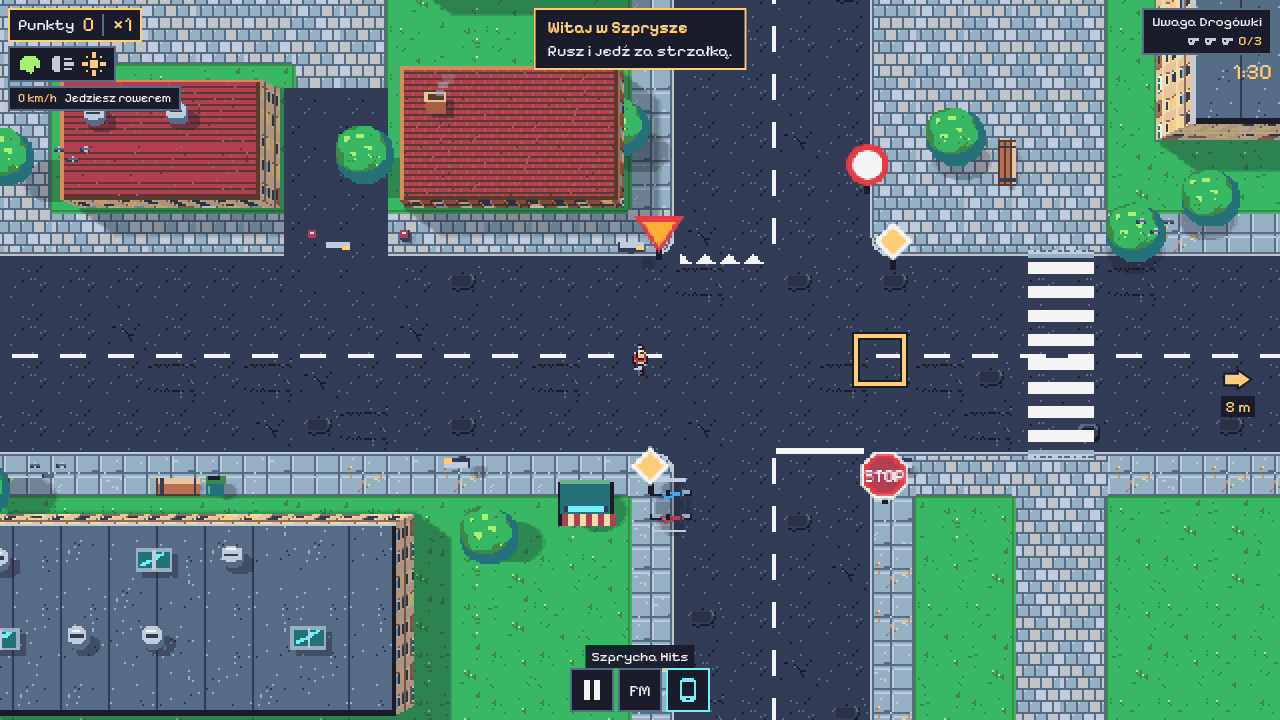 Punkty 0 ×1
0 km/h Jedziesz rowerem
Witaj w Szprysze
Rusz i jedź za strzałką.
Uwaga Drogówki
0/3
1:30
8 m
STOP
Szprycha Hits
FM